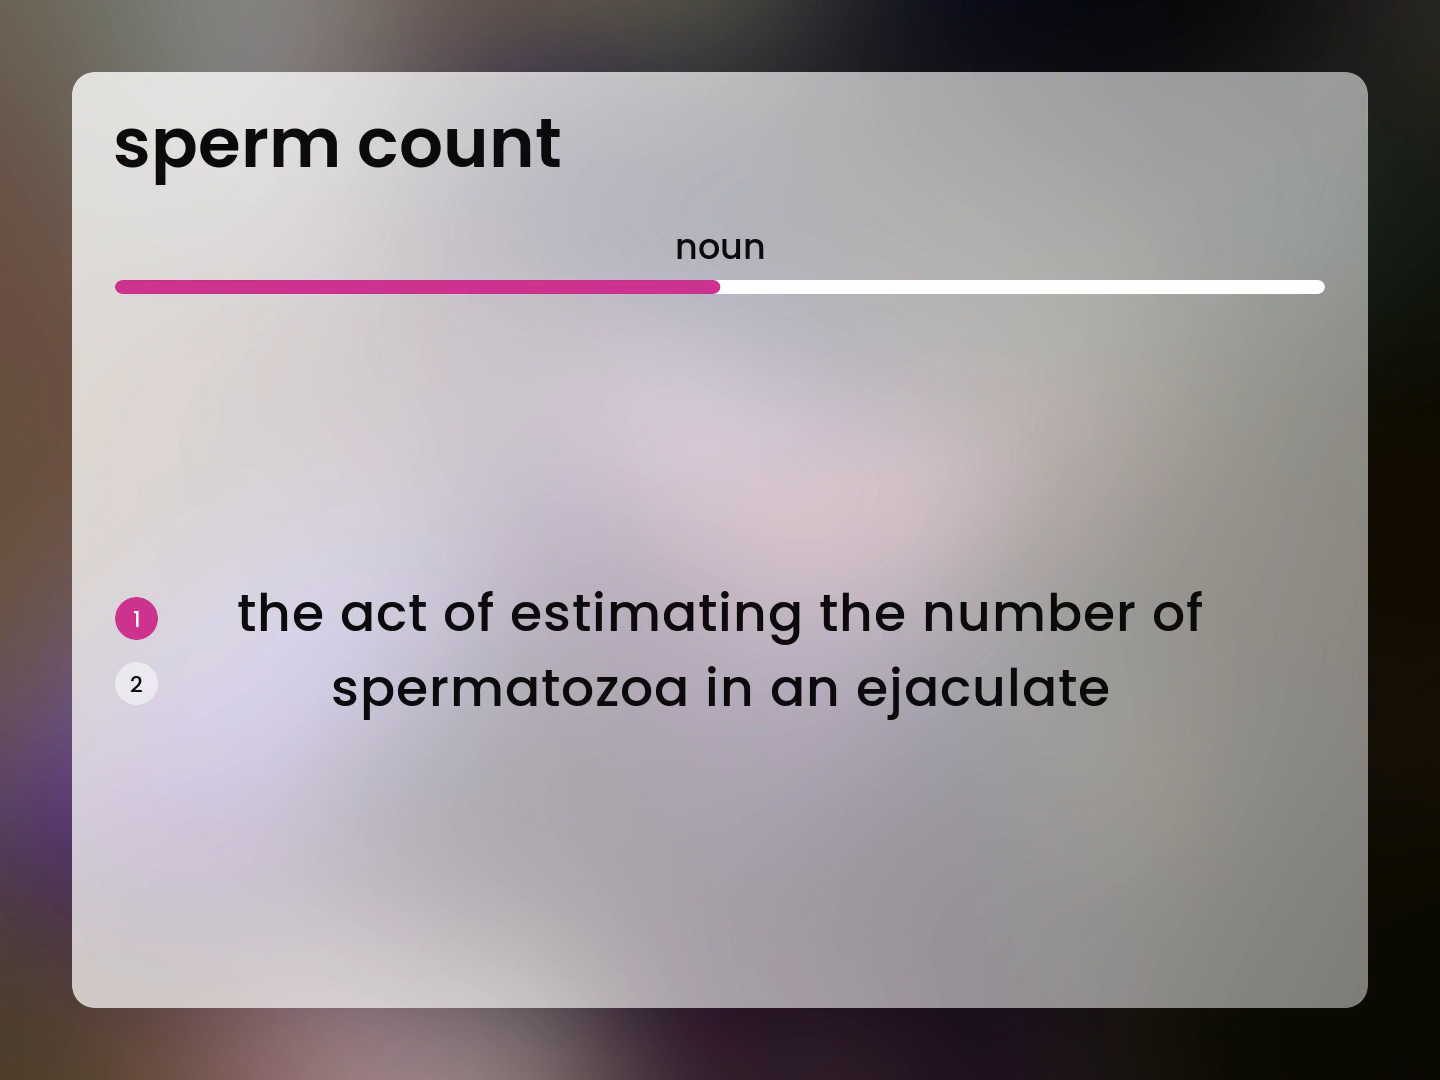 sperm count
noun
1
the act of estimating the number of
2
spermatozoa in an ejaculate